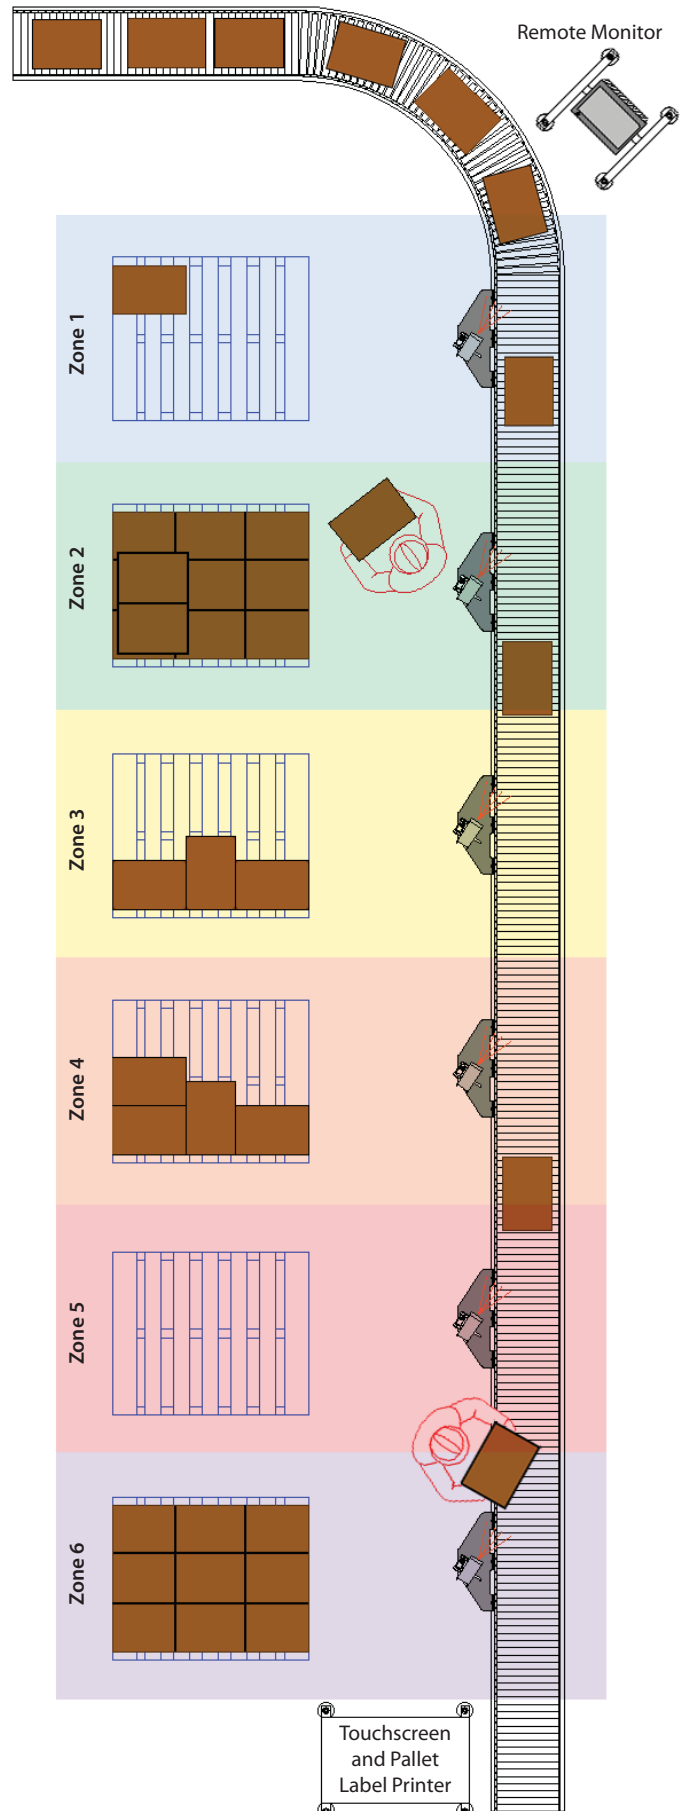 Remote Monitor
Zone 1
Zone 2
Zone 3
Zone 4
Zone 5
Zone 6
Touchscreen
and Pallet
Label Printer